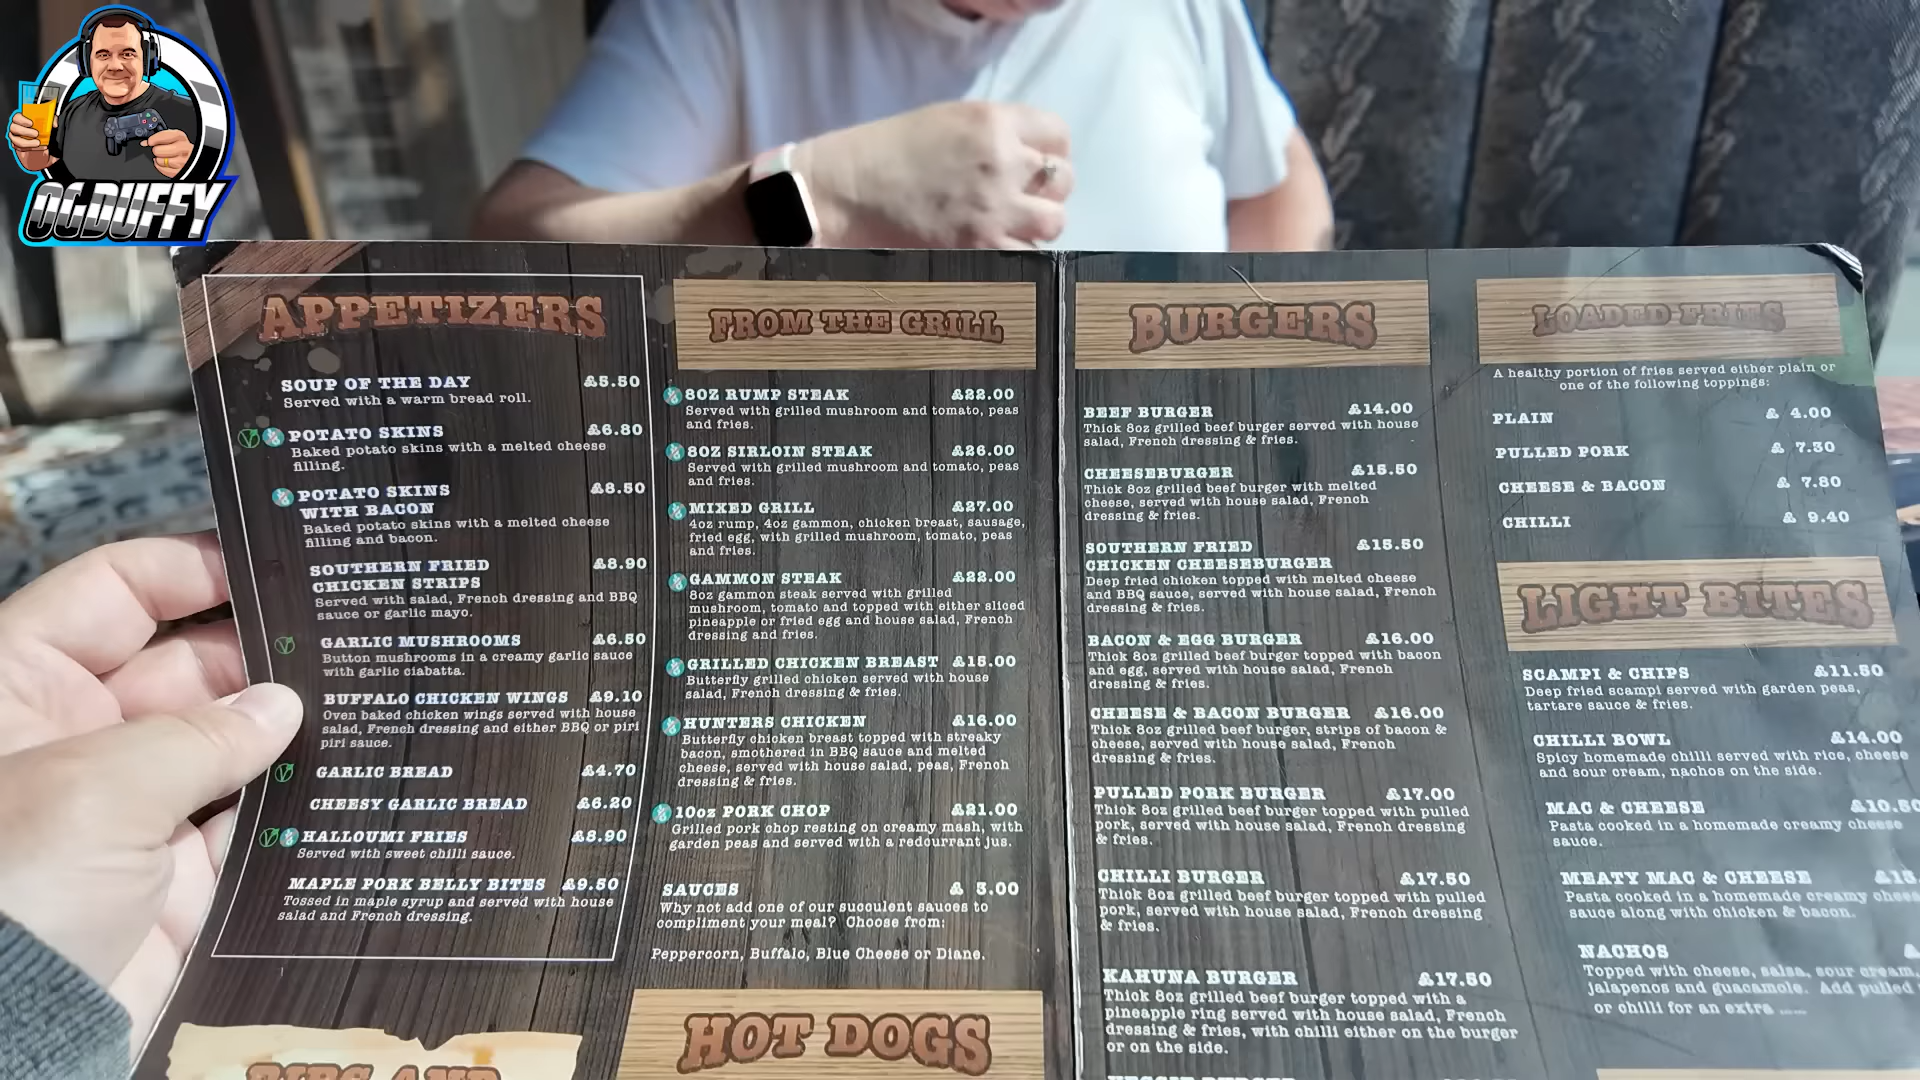 OGDUFFY
APPETIZERS
SOUP OF THE DAY £5.50
Served with a warm bread roll.
POTATO SKINS £6.80
Baked potato skins with a melted cheese
filling.
POTATO SKINS £8.50
WITH BACON
Baked potato skins with a melted cheese
filling and bacon.
SOUTHERN FRIED £8.90
CHICKEN STRIPS
Served with salad, French dressing and BBQ
sauce or garlic mayo.
GARLIC MUSHROOMS £6.50
Button mushrooms in a creamy garlic sauce
with garlic ciabatta.
BUFFALO CHICKEN WINGS £9.10
Oven baked chicken wings served with house
salad, French dressing and either BBQ or piri
piri sauce.
GARLIC BREAD £4.70
CHEESY GARLIC BREAD £6.20
HALLOUMI FRIES £8.90
Served with sweet chilli sauce.
MAPLE PORK BELLY BITES £9.50
Tossed in maple syrup and served with house
salad and French dressing.
FROM THE GRILL
8OZ RUMP STEAK £22.00
Served with grilled mushroom and tomato, peas
and fries.
8OZ SIRLOIN STEAK £26.00
Served with grilled mushroom and tomato, peas
and fries.
MIXED GRILL £27.00
4oz rump, 4oz gammon, chicken breast, sausage,
fried egg, with grilled mushroom, tomato, peas
and fries.
GAMMON STEAK £22.00
8oz gammon steak served with grilled
mushroom, tomato and topped with either sliced
pineapple or fried egg and house salad, French
dressing and fries.
GRILLED CHICKEN BREAST £15.00
Butterfly grilled chicken served with house
salad, French dressing & fries.
HUNTERS CHICKEN £16.00
Butterfly chicken breast topped with streaky
bacon, smothered in BBQ sauce and melted
cheese, served with house salad, peas, French
dressing & fries.
10oz PORK CHOP £21.00
Grilled pork chop resting on creamy mash, with
garden peas and served with a redcurrant jus.
SAUCES £ 3.00
Why not add one of our succulent sauces to
compliment your meal? Choose from:
Peppercorn, Buffalo, Blue Cheese or Diane.
HOT DOGS
BURGERS
BEEF BURGER £14.00
Thick 8oz grilled beef burger served with house
salad, French dressing & fries.
CHEESEBURGER £15.50
Thick 8oz grilled beef burger with melted
cheese, served with house salad, French
dressing & fries.
SOUTHERN FRIED £15.50
CHICKEN CHEESEBURGER
Deep fried chicken topped with melted cheese
and BBQ sauce, served with house salad, French
dressing & fries.
BACON & EGG BURGER £16.00
Thick 8oz grilled beef burger topped with bacon
and egg, served with house salad, French
dressing & fries.
CHEESE & BACON BURGER £16.00
Thick 8oz grilled beef burger, strips of bacon &
cheese, served with house salad, French
dressing & fries.
PULLED PORK BURGER £17.00
Thick 8oz grilled beef burger topped with pulled
pork, served with house salad, French dressing
& fries.
CHILLI BURGER £17.50
Thick 8oz grilled beef burger topped with pulled
pork, served with house salad, French dressing
& fries.
KAHUNA BURGER £17.50
Thick 8oz grilled beef burger topped with a
pineapple ring served with house salad, French
dressing & fries, with chilli either on the burger
or on the side.
LOADED FRIES
A healthy portion of fries served either plain or
one of the following toppings:
PLAIN £ 4.00
PULLED PORK £ 7.30
CHEESE & BACON £ 7.80
CHILLI £ 9.40
LIGHT BITES
SCAMPI & CHIPS £11.50
Deep fried scampi served with garden peas,
tartare sauce & fries.
CHILLI BOWL £14.00
Spicy homemade chilli served with rice, cheese
and sour cream, nachos on the side.
MAC & CHEESE £10.50
Pasta cooked in a homemade creamy cheese
sauce.
MEATY MAC & CHEESE
Pasta cooked in a homemade creamy
sauce along with chicken & bacon.
NACHOS
Topped with cheese, salsa, sour cream,
jalapenos and guacamole. Add pulled
or chilli for an extra .....